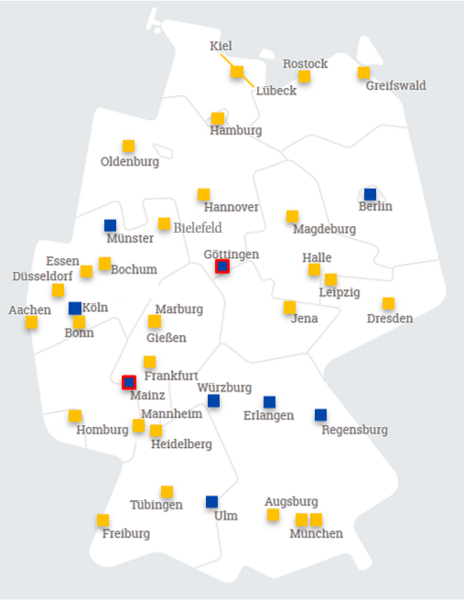 Kiel
Rostock
Greifswald
Lübeck
Hamburg
Oldenburg
Hannover
Berlin
Magdeburg
Bielefeld
Münster
Göttingen
Halle
Essen
Bochum
Düsseldorf
Leipzig
Aachen
Köln
Marburg
Jena
Dresden
Bonn
Gießen
Frankfurt
Würzburg
Mainz
Mannheim
Erlangen
Homburg
Regensburg
Heidelberg
Tübingen
Augsburg
Ulm
Freiburg
München